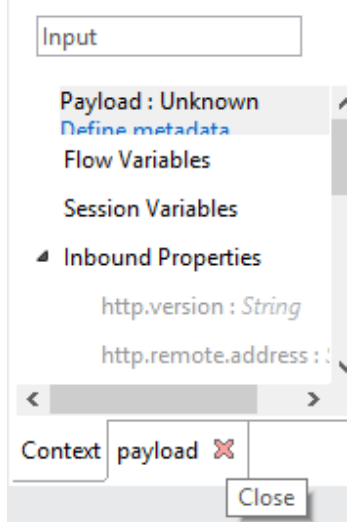 Input
Payload : Unknown
Define metadata
Flow Variables
Session Variables
Inbound Properties
http.version : String
http.remote.address :
Context payload
Close